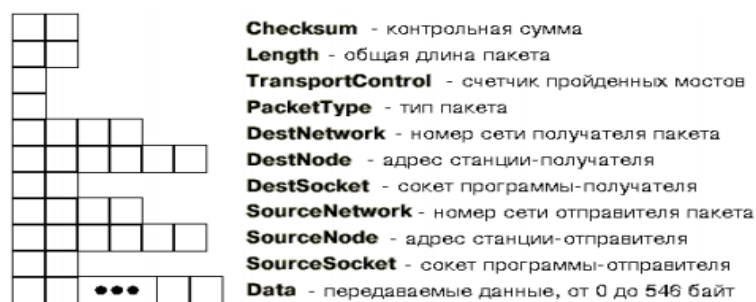 Checksum - контрольная сумма
Length - общая длина пакета
TransportControl - счетчик пройденных мостов
PacketType - тип пакета
DestNetwork - номер сети получателя пакета
DestNode - адрес станции-получателя
DestSocket - сокет программы-получателя
SourceNetwork - номер сети отправителя пакета
SourceNode - адрес станции-отправителя
SourceSocket - сокет программы-отправителя
Data - передаваемые данные, от 0 до 546 байт